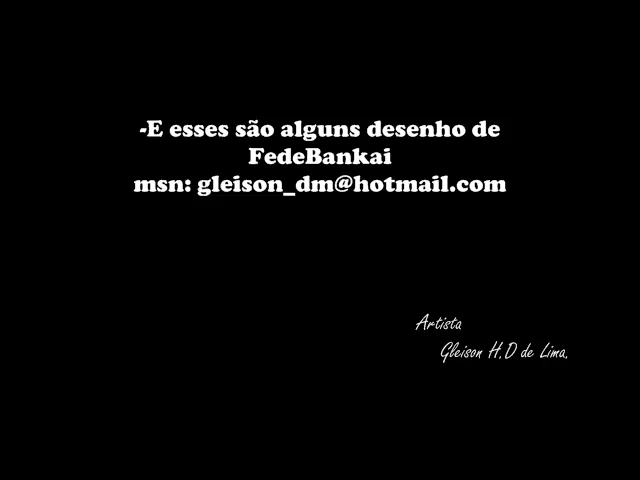 -E esses são alguns desenho de
FedeBankai
msn: gleison_dm@hotmail.com
Artista
Gleison H.D de Lima.